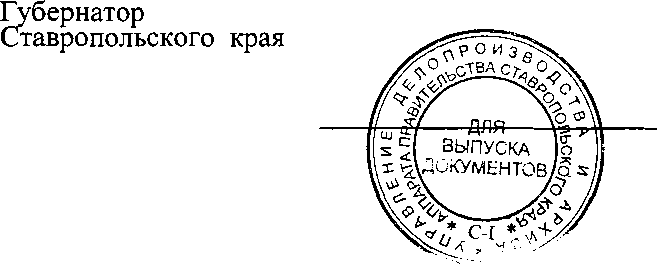 Губернатор
Ставропольского края
УПРАВЛЕНИЕ ДЕЛОПРОИЗВОДСТВА И АРХИВА
* АППАРАТА ПРАВИТЕЛЬСТВА СТАВРОПОЛЬСКОГО КРАЯ *
ДЛЯ
ВЫПУСКА
ДОКУМЕНТОВ
С-1